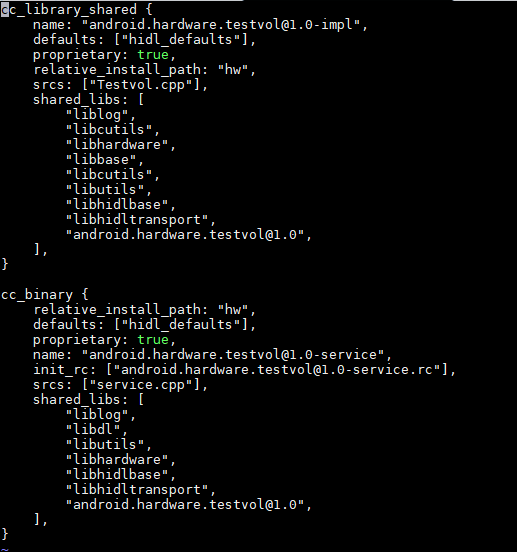 cc_library_shared {
    name: "android.hardware.testvol@1.0-impl",
    defaults: ["hidl_defaults"],
    proprietary: true,
    relative_install_path: "hw",
    srcs: ["Testvol.cpp"],
    shared_libs: [
        "liblog",
        "libcutils",
        "libhardware",
        "libbase",
        "libcutils",
        "libutils",
        "libhidlbase",
        "libhidltransport",
        "android.hardware.testvol@1.0",
    ],
}

cc_binary {
    relative_install_path: "hw",
    defaults: ["hidl_defaults"],
    proprietary: true,
    name: "android.hardware.testvol@1.0-service",
    init_rc: ["android.hardware.testvol@1.0-service.rc"],
    srcs: ["service.cpp"],
    shared_libs: [
        "liblog",
        "libdl",
        "libutils",
        "libhardware",
        "libhidlbase",
        "libhidltransport",
        "android.hardware.testvol@1.0",
    ],
}
~